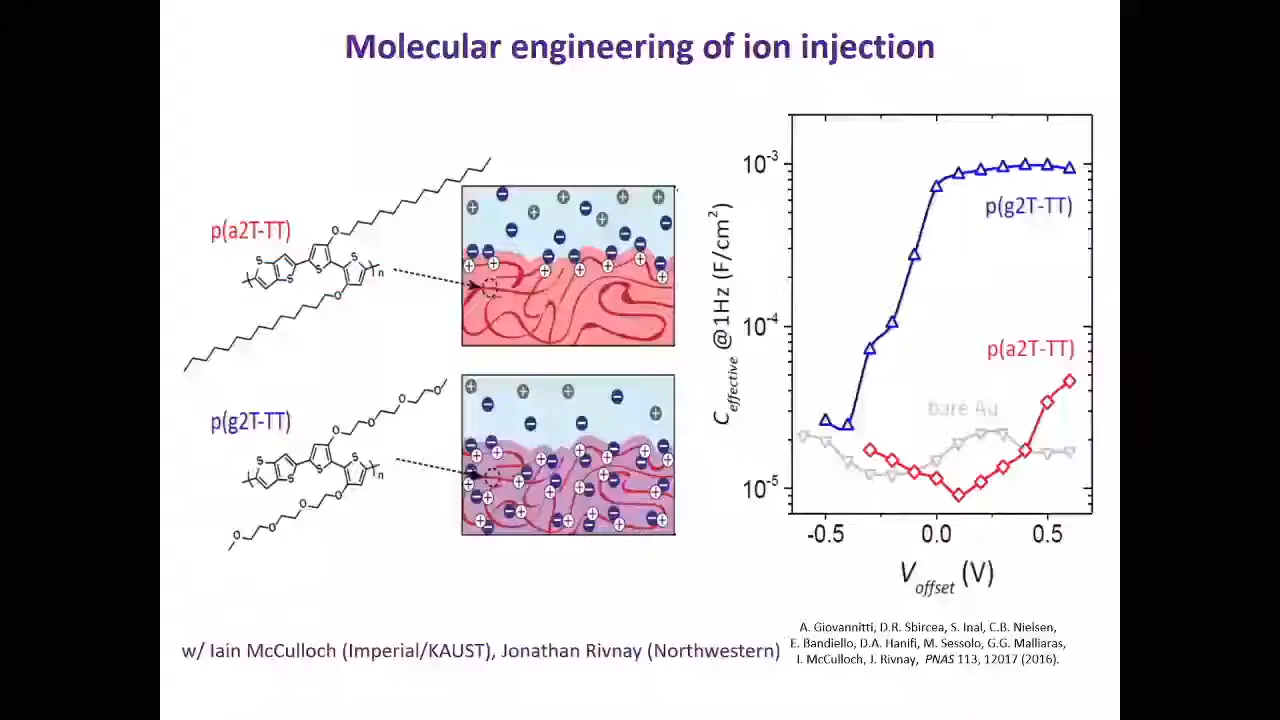 Molecular engineering of ion injection
p(a2T-TT)
S
S
S
S
O
O
n
p(g2T-TT)
S
S
S
S
O
O
O
O
O
O
O
O
n
10⁻³
10⁻⁴
10⁻⁵
C effective @1Hz (F/cm²)
p(g2T-TT)
p(a2T-TT)
bare Au
-0.5 0.0 0.5
V offset (V)
w/ Iain McCulloch (Imperial/KAUST), Jonathan Rivnay (Northwestern)
A. Giovannitti, D.R. Sbircea, S. Inal, C.B. Nielsen,
E. Bandiello, D.A. Hanifi, M. Sessolo, G.G. Malliaras,
I. McCulloch, J. Rivnay, PNAS 113, 12017 (2016).